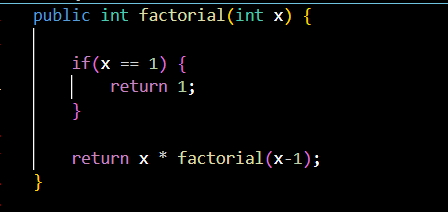 public int factorial(int x) {
if(x == 1) {
return 1;
}
return x * factorial(x-1);
}